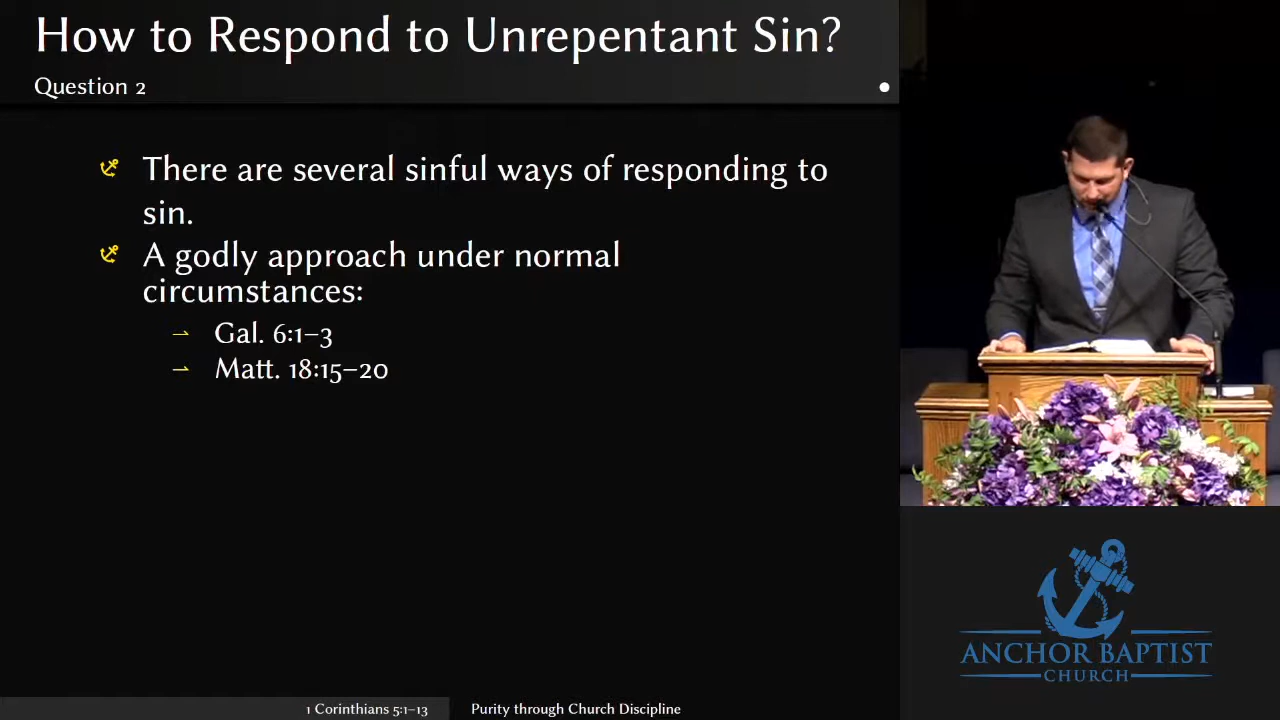 How to Respond to Unrepentant Sin?
Question 2
There are several sinful ways of responding to
sin.
A godly approach under normal
circumstances:
Gal. 6:1–3
Matt. 18:15–20
ANCHOR BAPTIST
CHURCH
1 Corinthians 5:1–13
Purity through Church Discipline